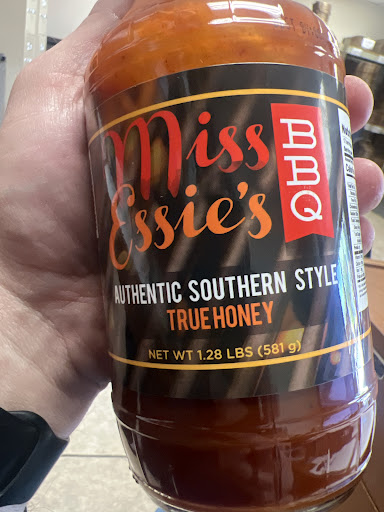 Miss
Essie's
BBQ
AUTHENTIC SOUTHERN STYLE
TRUE HONEY
NET WT 1.28 LBS (581 g)